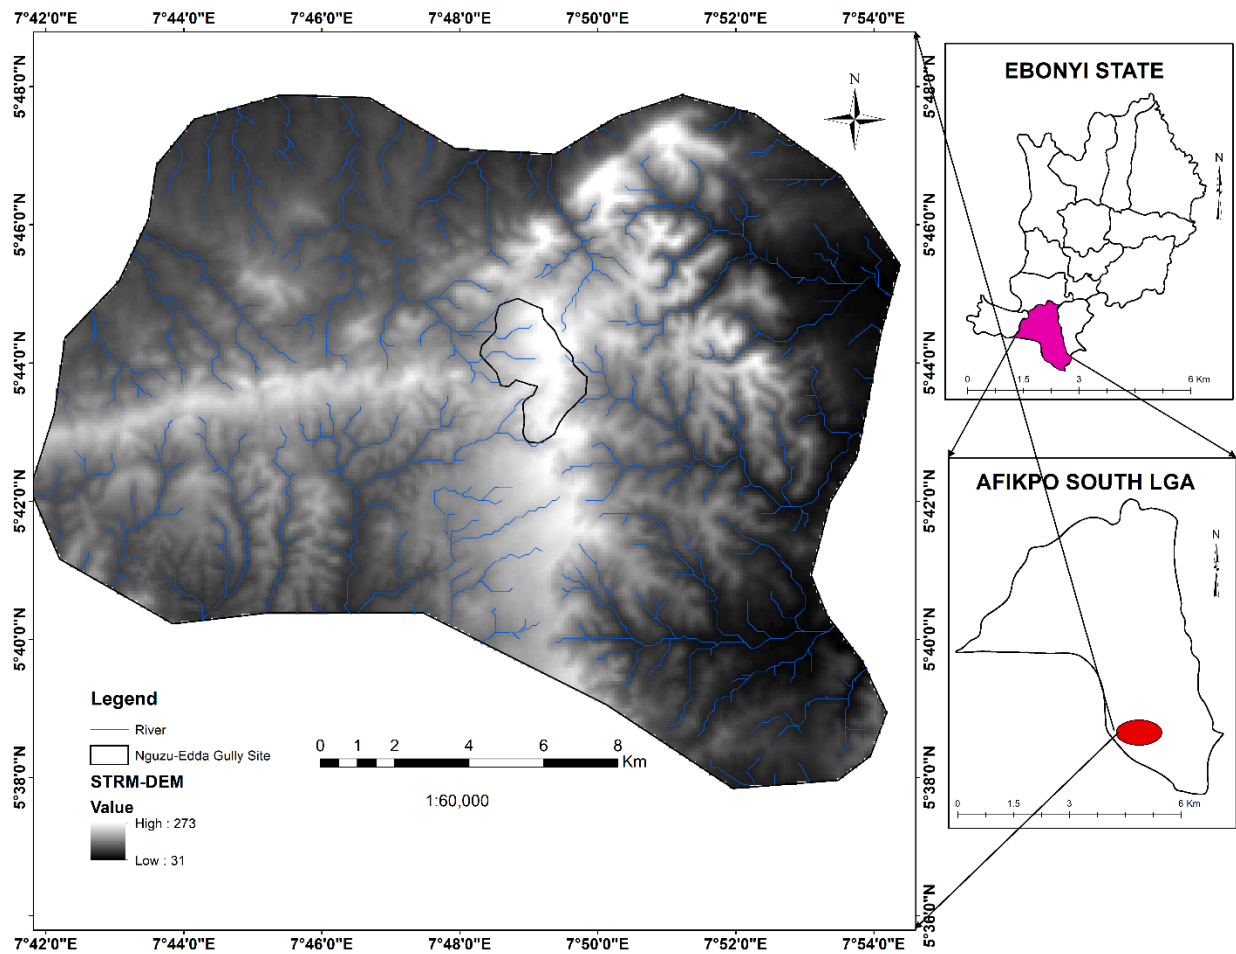 7°42'0"E 7°44'0"E 7°46'0"E 7°48'0"E 7°50'0"E 7°52'0"E 7°54'0"E
5°48'0"N
5°46'0"N
5°44'0"N
5°42'0"N
5°40'0"N
5°38'0"N
N
Legend
River
Nguzu-Edda Gully Site
STRM-DEM
Value
High : 273
Low : 31
0 1 2 4 6 8
Km
1:60,000
5°48'0"N
5°46'0"N
5°44'0"N
5°42'0"N
5°40'0"N
5°38'0"N
5°36'0"N
7°42'0"E 7°44'0"E 7°46'0"E 7°48'0"E 7°50'0"E 7°52'0"E 7°54'0"E
EBONYI STATE
N
0 1.5 3 6 Km
AFIKPO SOUTH LGA
N
0 1.5 3 6 Km